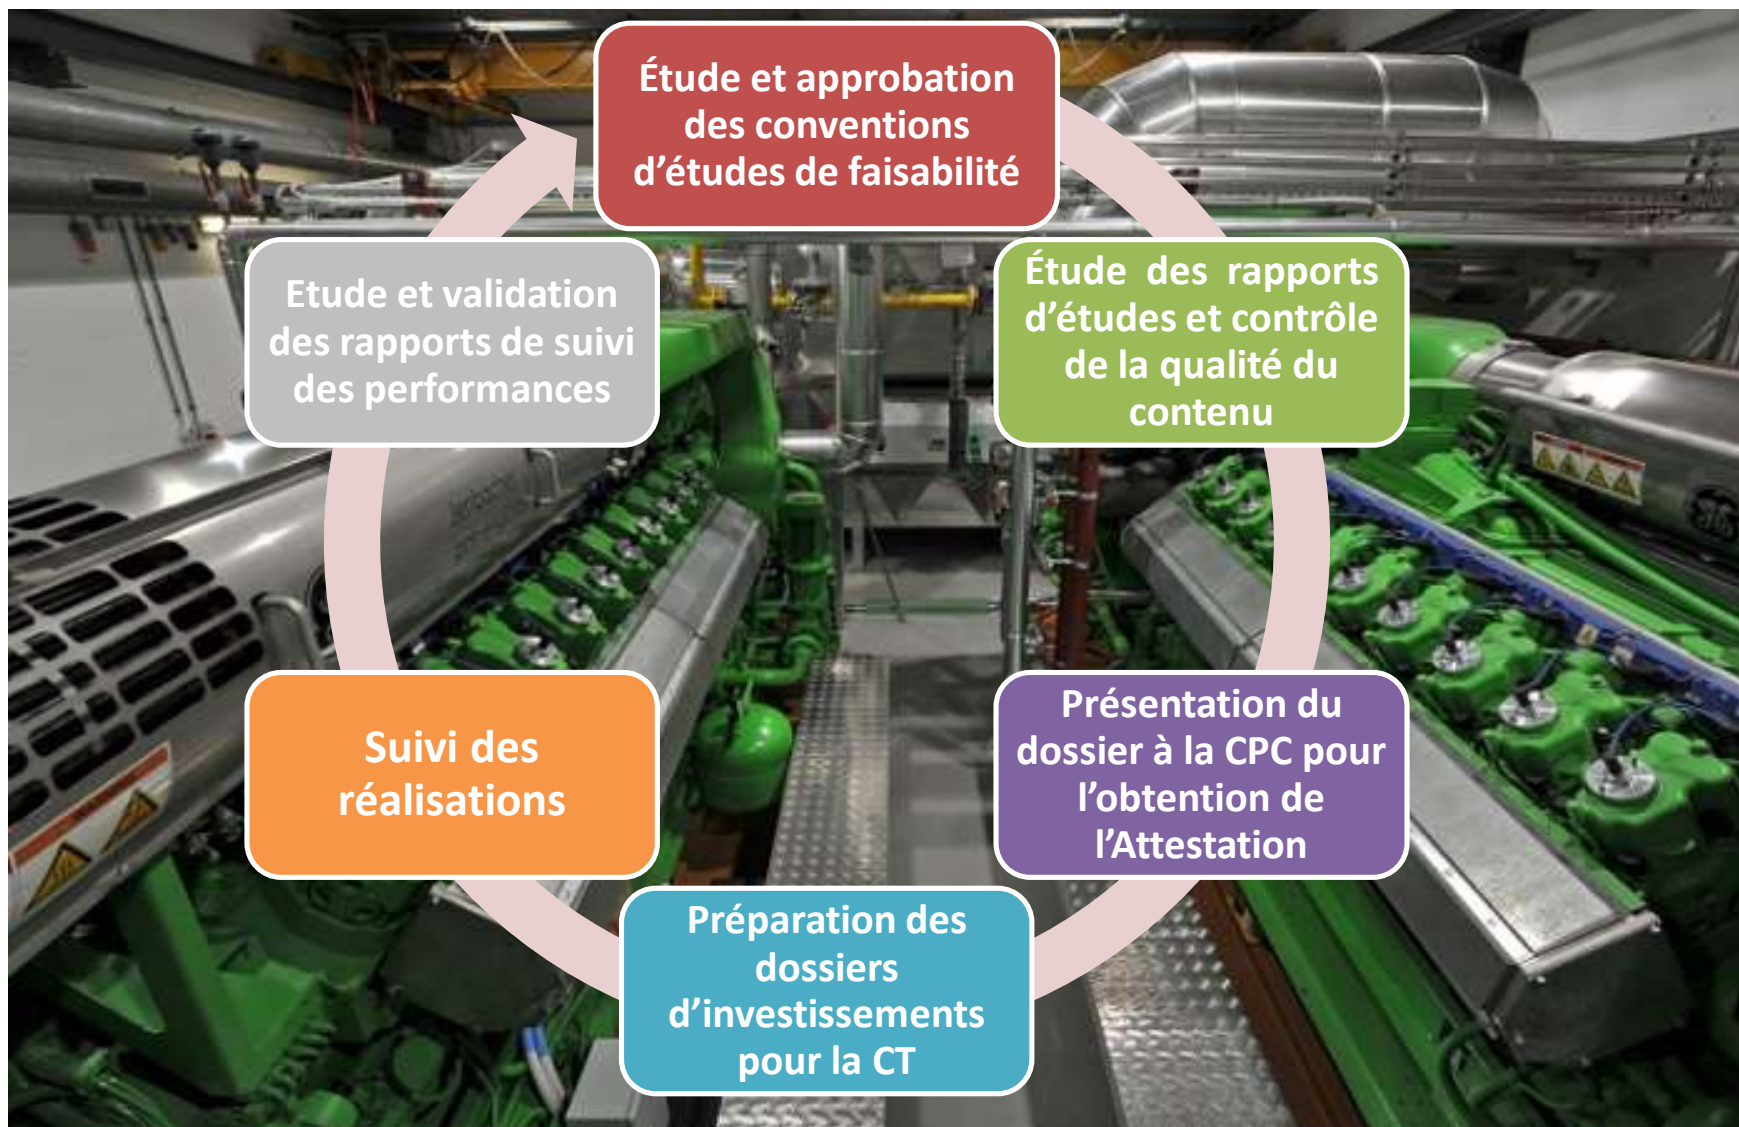 Étude et approbation
des conventions
d’études de faisabilité
Étude des rapports
d’études et contrôle
de la qualité du
contenu
Présentation du
dossier à la CPC pour
l’obtention de
l’Attestation
Préparation des
dossiers
d’investissements
pour la CT
Suivi des
réalisations
Etude et validation
des rapports de suivi
des performances